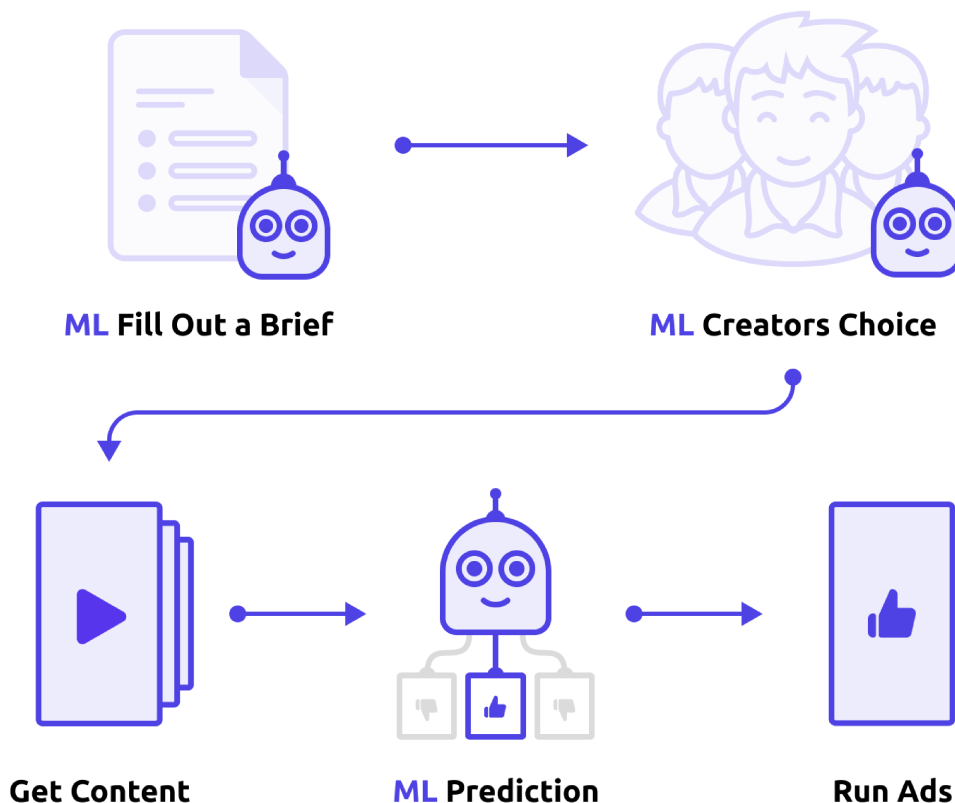 ML Fill Out a Brief
ML Creators Choice
Get Content
ML Prediction
Run Ads